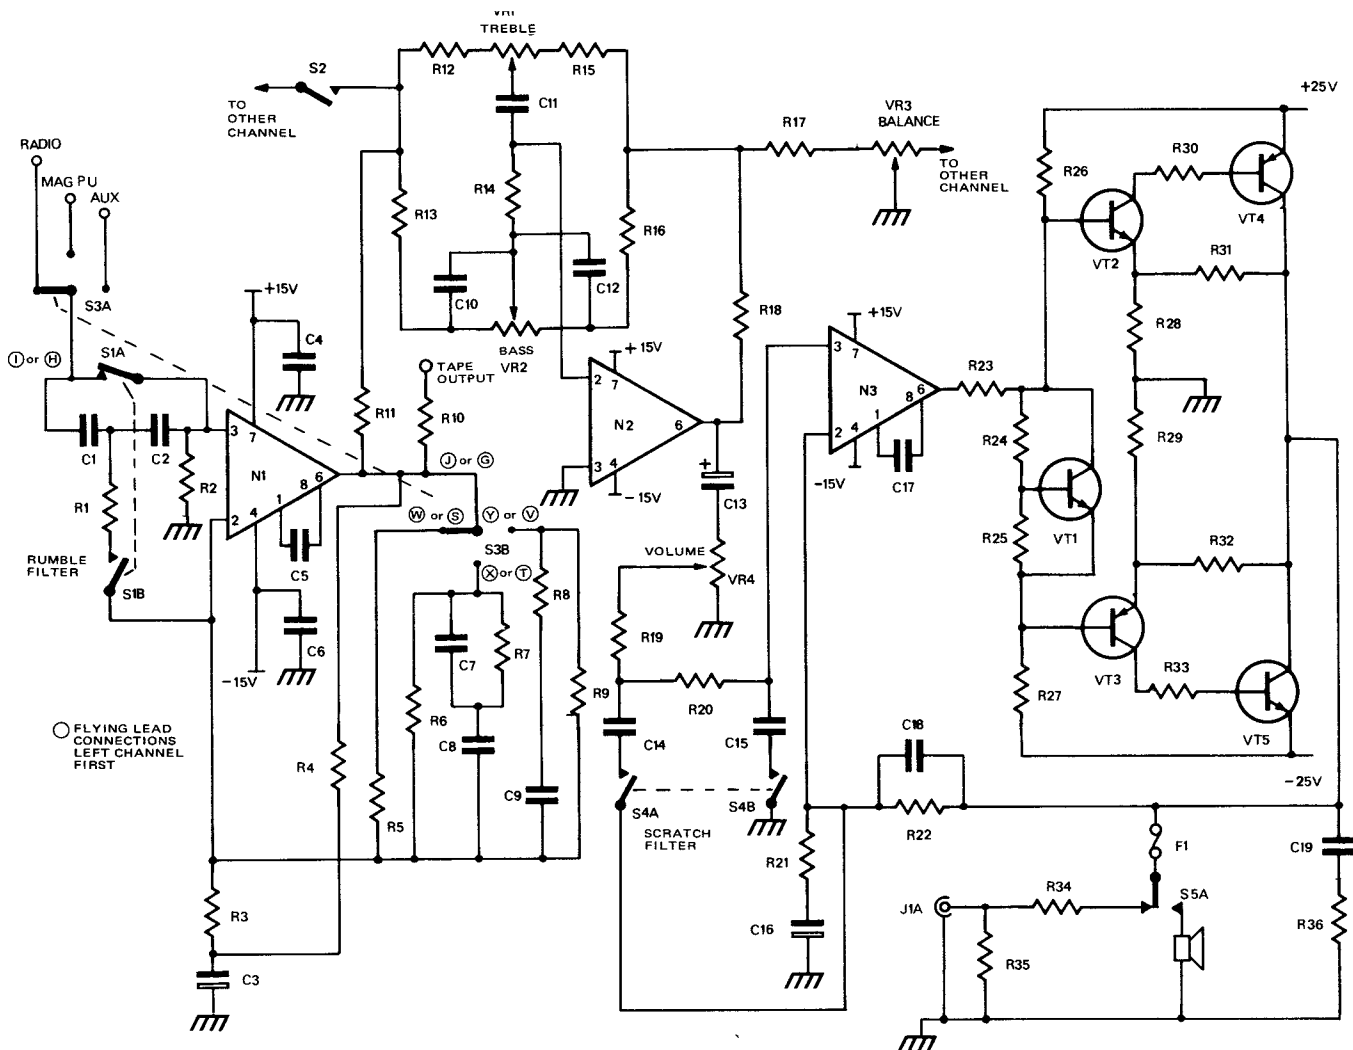 VR1
TREBLE
R12
R15
S2
C11
TO
OTHER
CHANNEL
R17
VR3
BALANCE
TO
OTHER
CHANNEL
+25V
RADIO
MAG PU
AUX
S3A
R13
R14
R16
C10
C12
R26
R30
VT4
VT2
R31
+15V
C4
I or H
S1A
BASS
VR2
R18
R28
TAPE
OUTPUT
+15V
+15V
C1
C2
R2
3
7
N1
8
6
1
4
2
R11
R10
2
7
N2
6
3
4
-15V
3
7
N3
6
8
1
2
4
-15V
C17
R23
R24
R29
R25
VT1
J or G
C13
R1
RUMBLE
FILTER
S1B
C5
W or S
Y or V
S3B
X or T
VOLUME
VR4
R32
C6
-15V
C7
R7
R8
R19
R20
R9
R6
C8
R27
VT3
R33
VT5
FLYING LEAD
CONNECTIONS
LEFT CHANNEL
FIRST
R4
R5
C9
C14
C15
S4A
S4B
SCRATCH
FILTER
C18
R22
-25V
R21
F1
C19
R3
C3
C16
J1A
R34
S5A
R35
R36